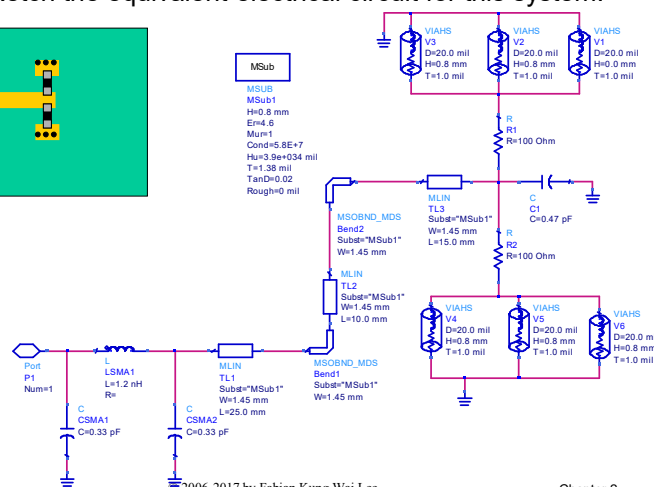 etch the equivalent electrical circuit for this system.
VIAHS
V3
D=20.0 mil
H=0.8 mm
T=1.0 mil
VIAHS
V2
D=20.0 mil
H=0.8 mm
T=1.0 mil
VIAHS
V1
D=20.0 mil
H=0.0 mm
T=1.0 mil
MSub
MSUB
MSub1
H=0.8 mm
Er=4.6
Mur=1
Cond=5.8E+7
Hu=3.9e+034 mil
T=1.38 mil
TanD=0.02
Rough=0 mil
R
R1
R=100 Ohm
MSOBND_MDS
Bend2
Subst="MSub1"
W=1.45 mm
MLIN
TL3
Subst="MSub1"
W=1.45 mm
L=15.0 mm
C
C1
C=0.47 pF
R
R2
R=100 Ohm
MLIN
TL2
Subst="MSub1"
W=1.45 mm
L=10.0 mm
VIAHS
V4
D=20.0 mil
H=0.8 mm
T=1.0 mil
VIAHS
V5
D=20.0 mil
H=0.8 mm
T=1.0 mil
VIAHS
V6
D=20.0 m
H=0.8 mm
T=1.0 mil
Port
P1
Num=1
L
LSMA1
L=1.2 nH
R=
MLIN
TL1
Subst="MSub1"
W=1.45 mm
L=25.0 mm
MSOBND_MDS
Bend1
Subst="MSub1"
W=1.45 mm
C
CSMA1
C=0.33 pF
C
CSMA2
C=0.33 pF
2006-2017 by Fabian Kung Wai Lee